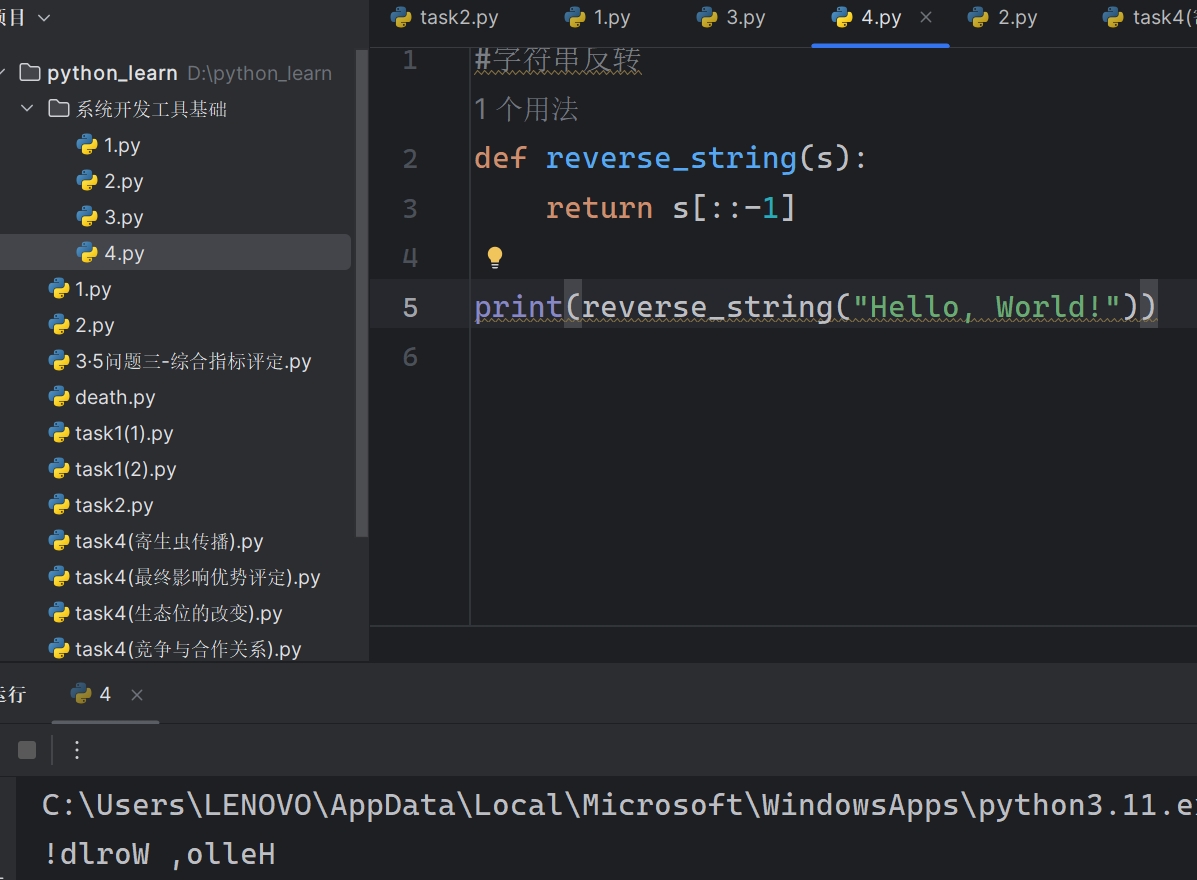 项目
task2.py 1.py 3.py 4.py 2.py task4(
python_learn D:\python_learn
系统开发工具基础
1.py
2.py
3.py
4.py
1.py
2.py
3·5问题三-综合指标评定.py
death.py
task1(1).py
task1(2).py
task2.py
task4(寄生虫传播).py
task4(最终影响优势评定).py
task4(生态位的改变).py
task4(竞争与合作关系).py
1 #字符串反转
1 个用法
2 def reverse_string(s):
3 return s[::-1]
4
5 print(reverse_string("Hello, World!"))
6
运行 4
C:\Users\LENOVO\AppData\Local\Microsoft\WindowsApps\python3.11.e
!dlroW ,olleH